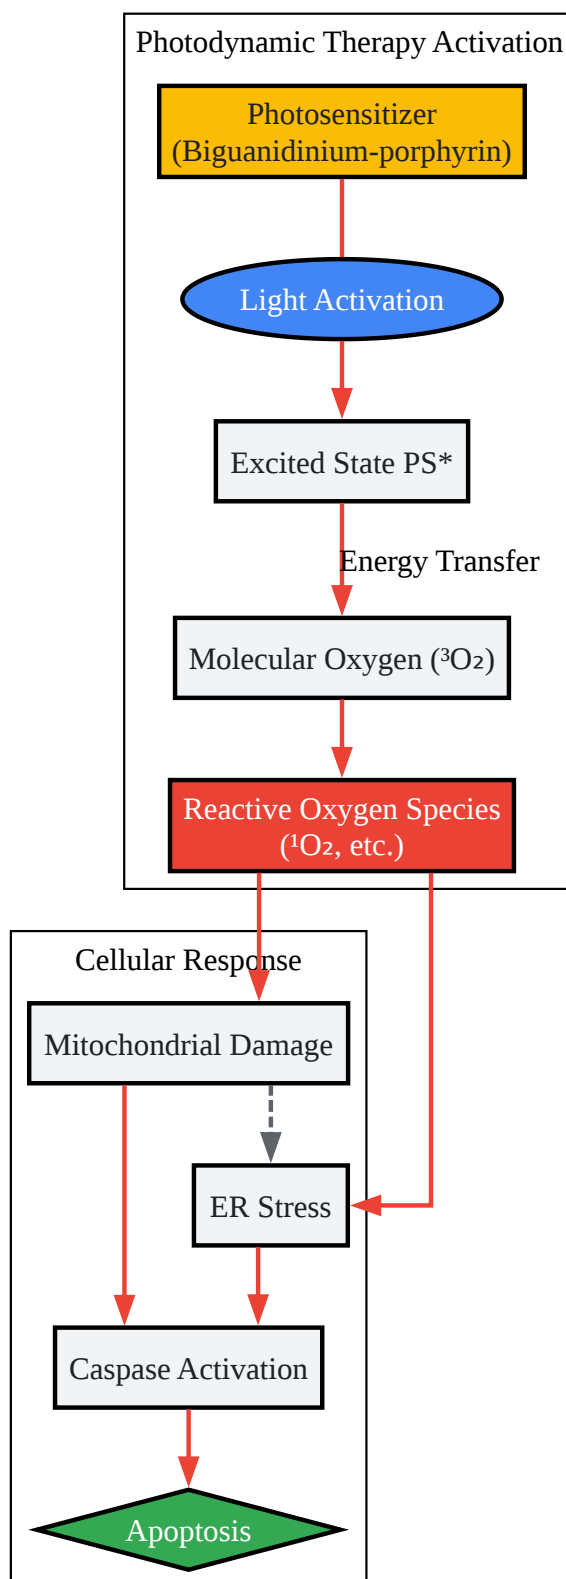 Photodynamic Therapy Activation
Photosensitizer
(Biguanidinium-porphyrin)
Light Activation
Excited State PS*
Energy Transfer
Molecular Oxygen (³O₂)
Reactive Oxygen Species
(¹O₂, etc.)
Cellular Response
Mitochondrial Damage
ER Stress
Caspase Activation
Apoptosis